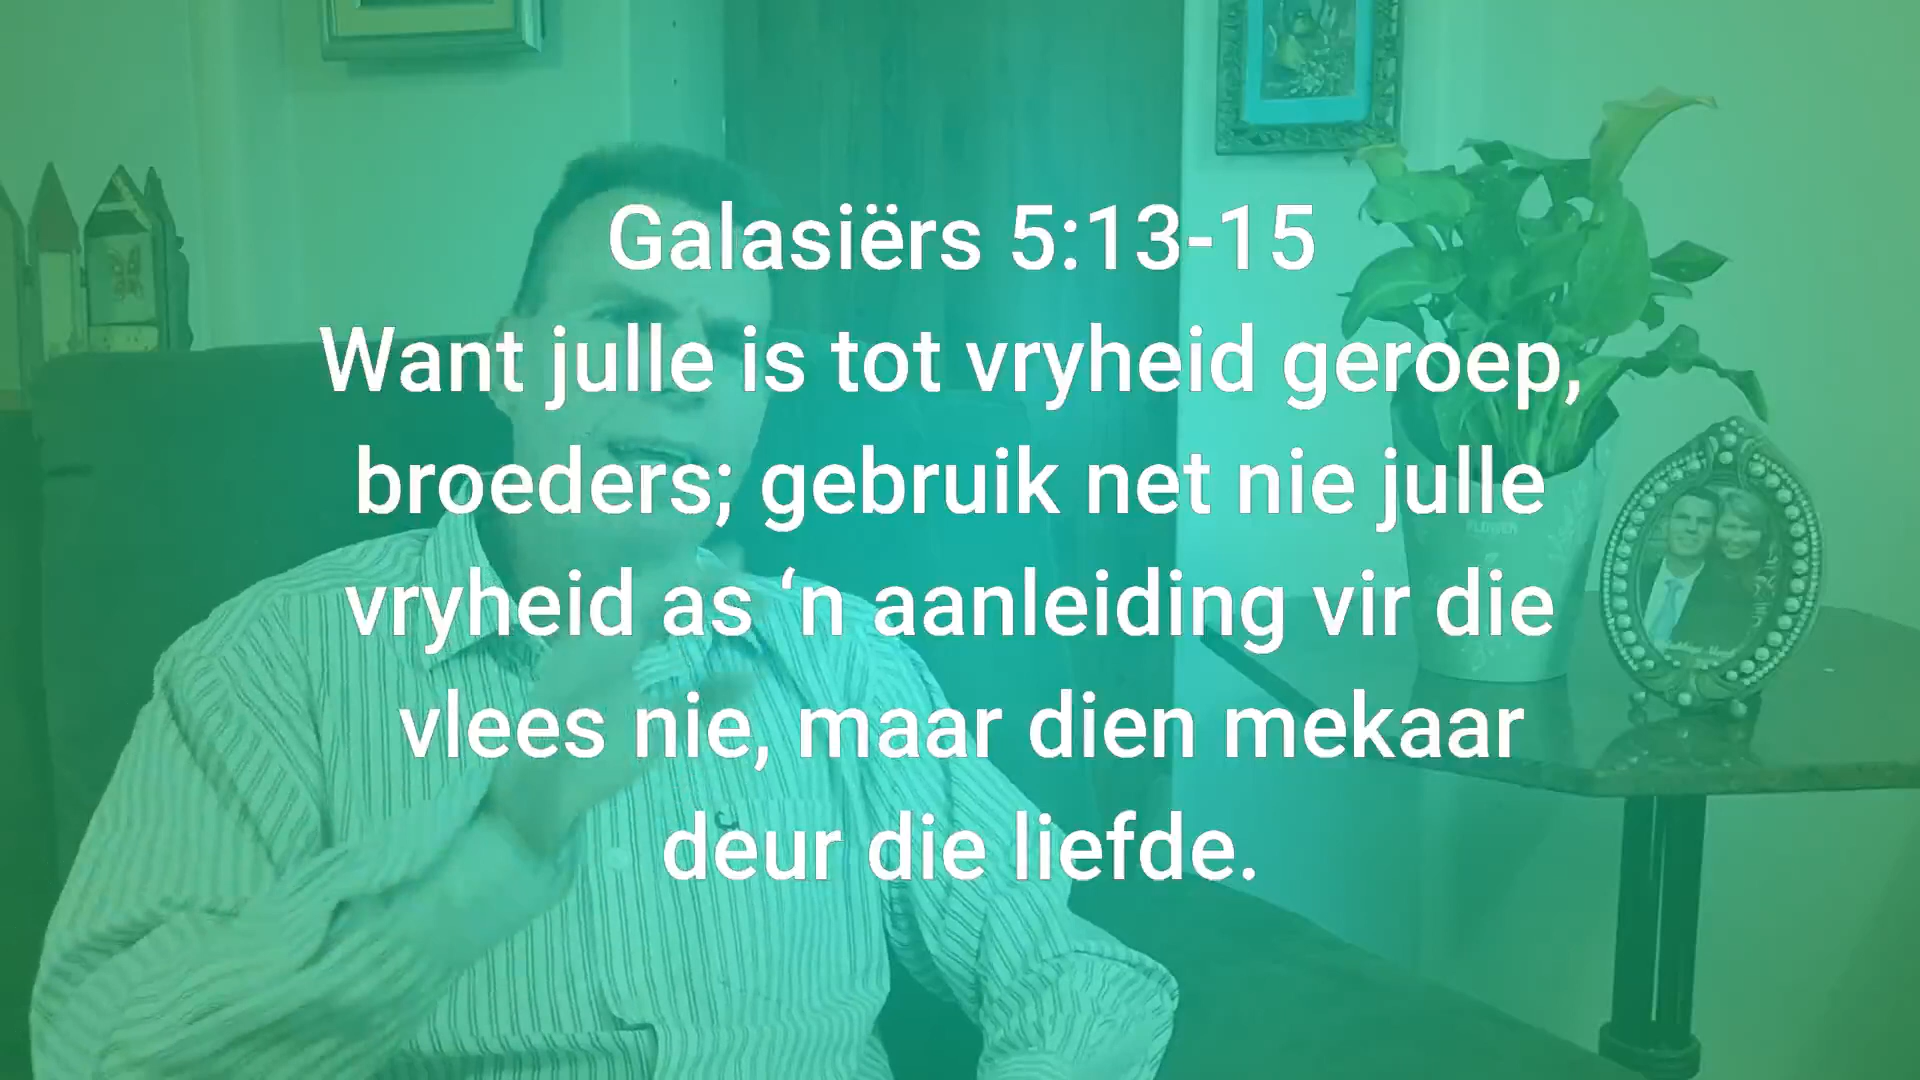 Galasiërs 5:13-15
Want julle is tot vryheid geroep,
broeders; gebruik net nie julle
vryheid as ‘n aanleiding vir die
vlees nie, maar dien mekaar
deur die liefde.
FLOWER